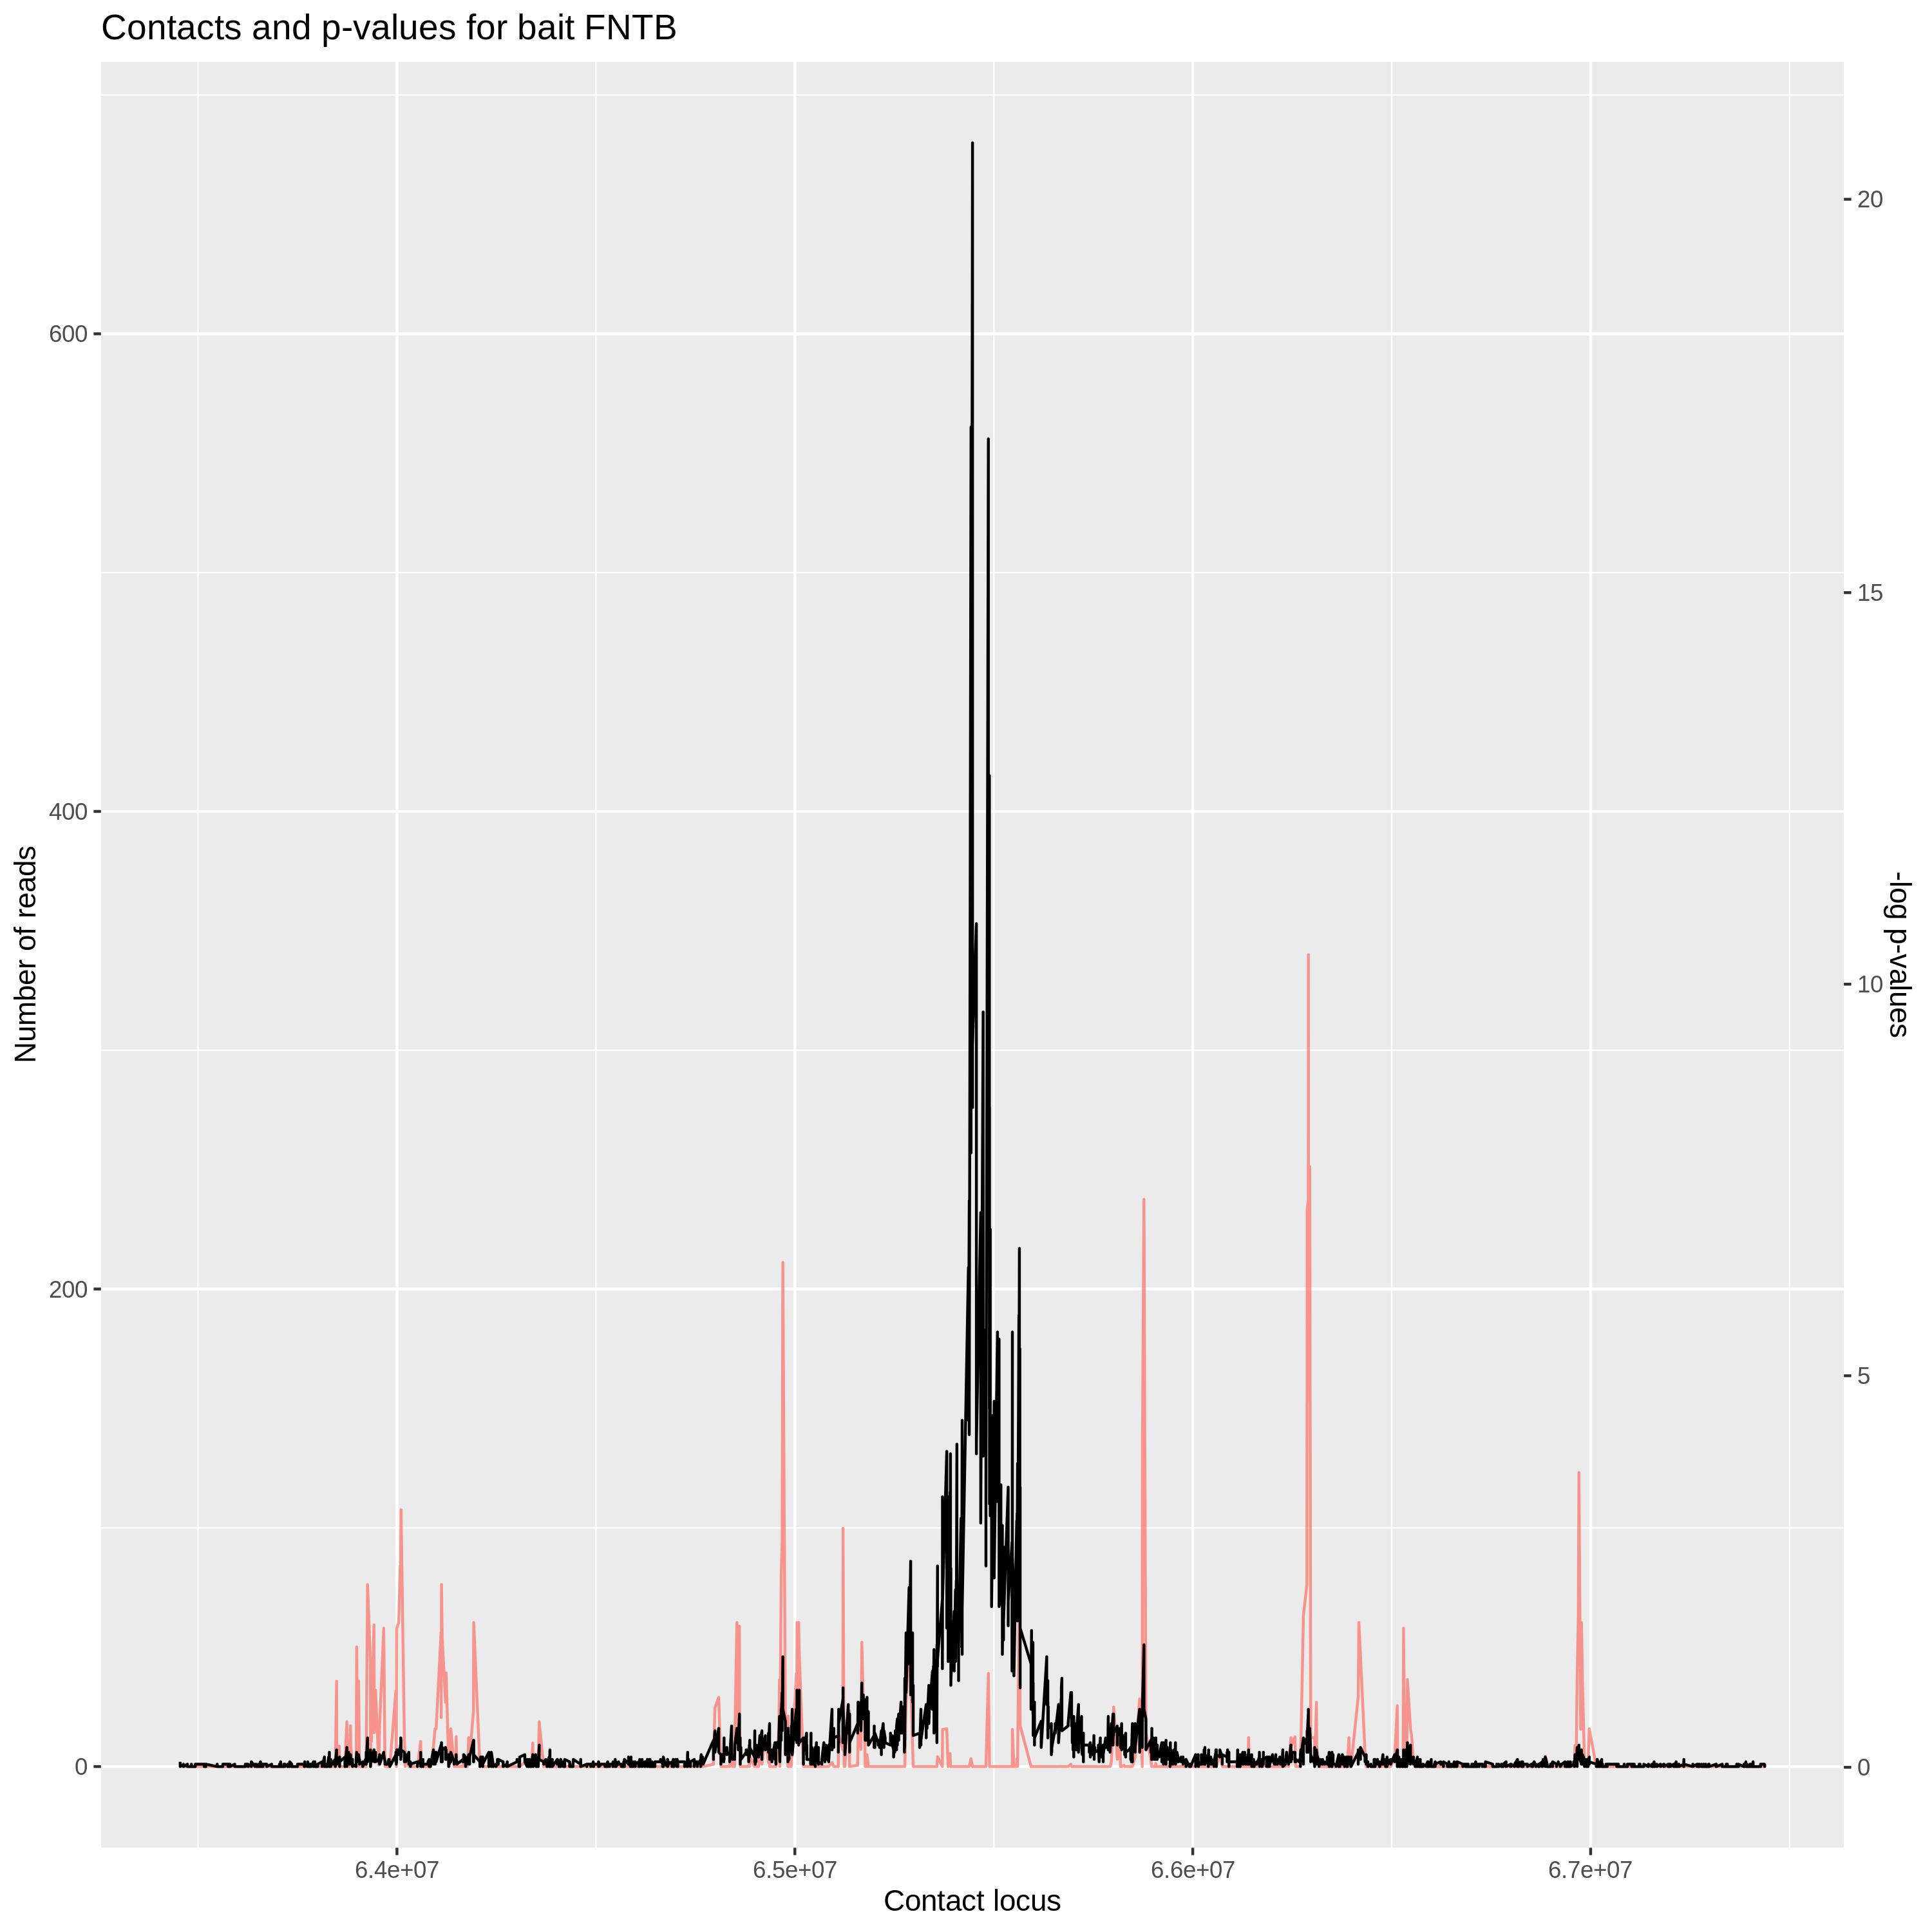 Contacts and p-values for bait FNTB
600
400
200
0
Number of reads
20
15
10
5
0
-log p-values
6.4e+07
6.5e+07
6.6e+07
6.7e+07
Contact locus